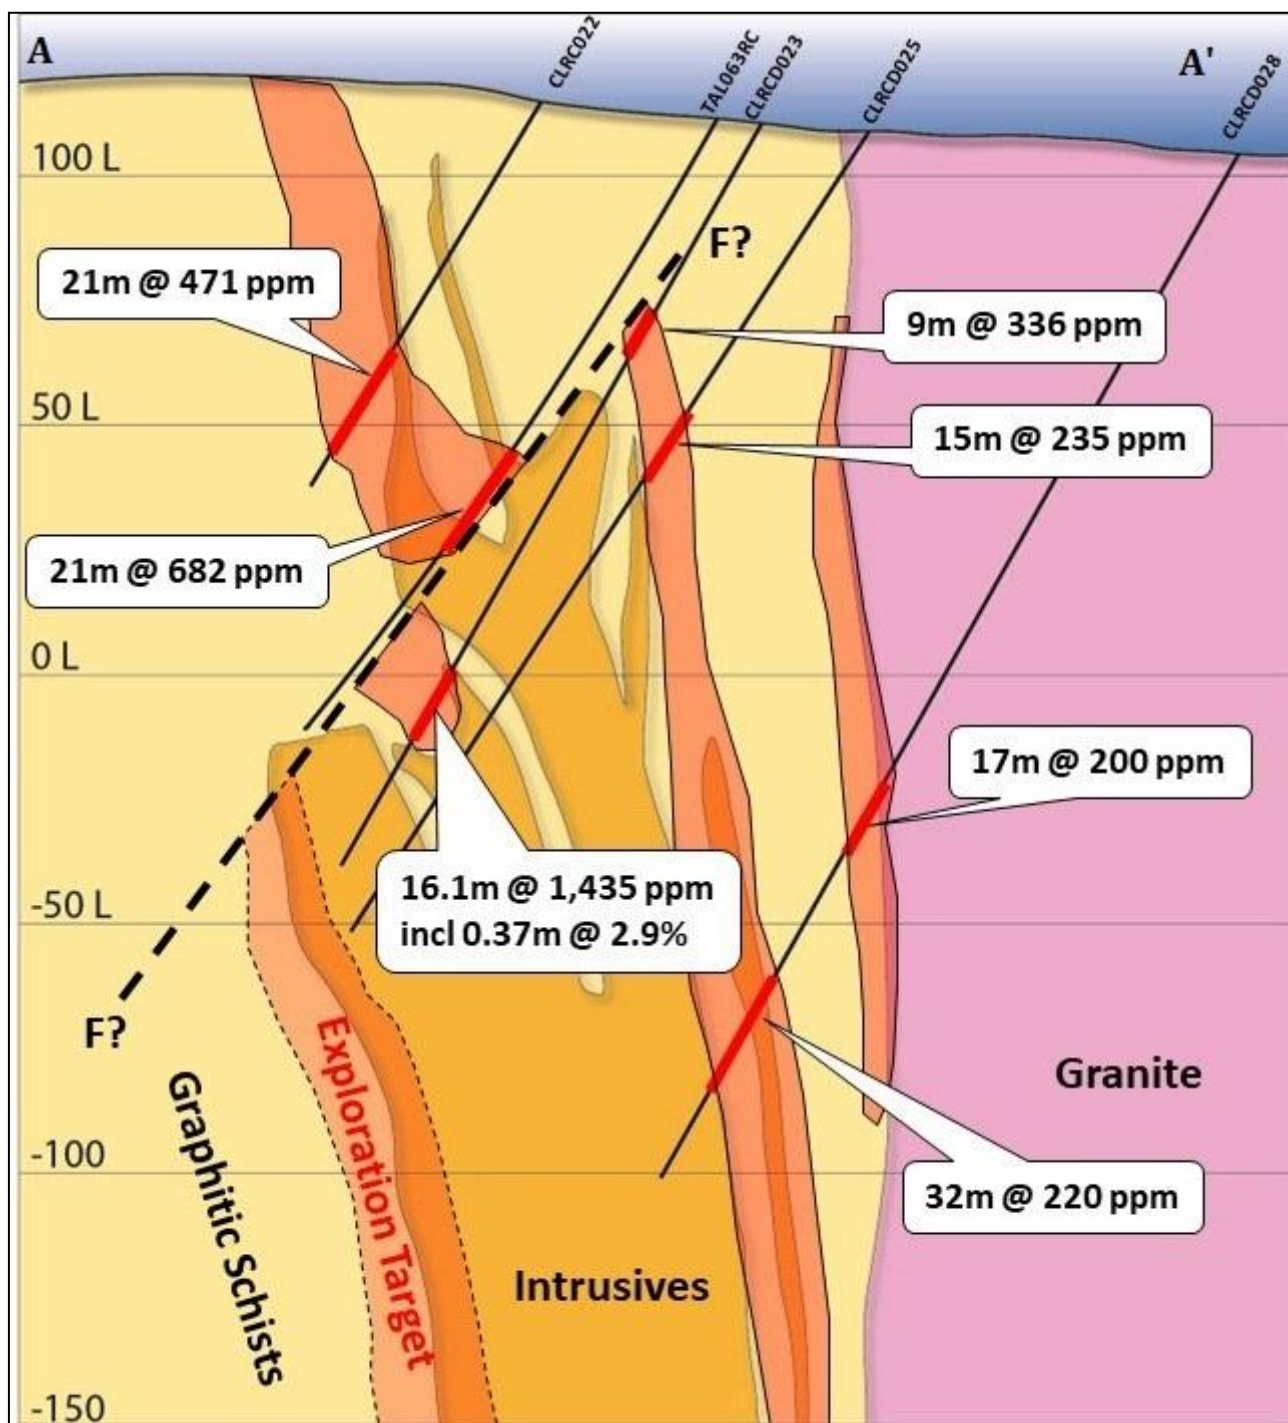 A
CLRC022
TAL063RC
CLRCD023
CLRCD025
A'
CLRCD028
100 L
F?
21m @ 471 ppm
9m @ 336 ppm
50 L
15m @ 235 ppm
21m @ 682 ppm
0 L
17m @ 200 ppm
16.1m @ 1,435 ppm
incl 0.37m @ 2.9%
-50 L
F?
Granite
Graphitic Schists
Exploration Target
-100
32m @ 220 ppm
Intrusives
-150